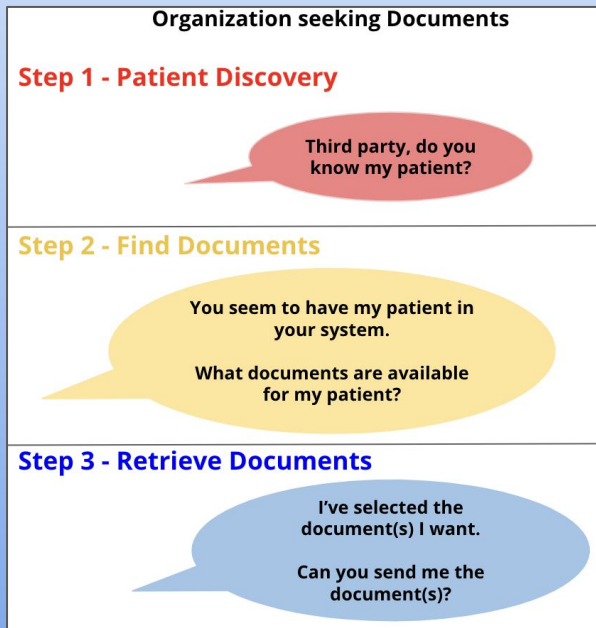 Organization seeking Documents
Step 1 - Patient Discovery
Third party, do you
know my patient?
Step 2 - Find Documents
You seem to have my patient in
your system.
What documents are available
for my patient?
Step 3 - Retrieve Documents
I've selected the
document(s) I want.
Can you send me the
document(s)?